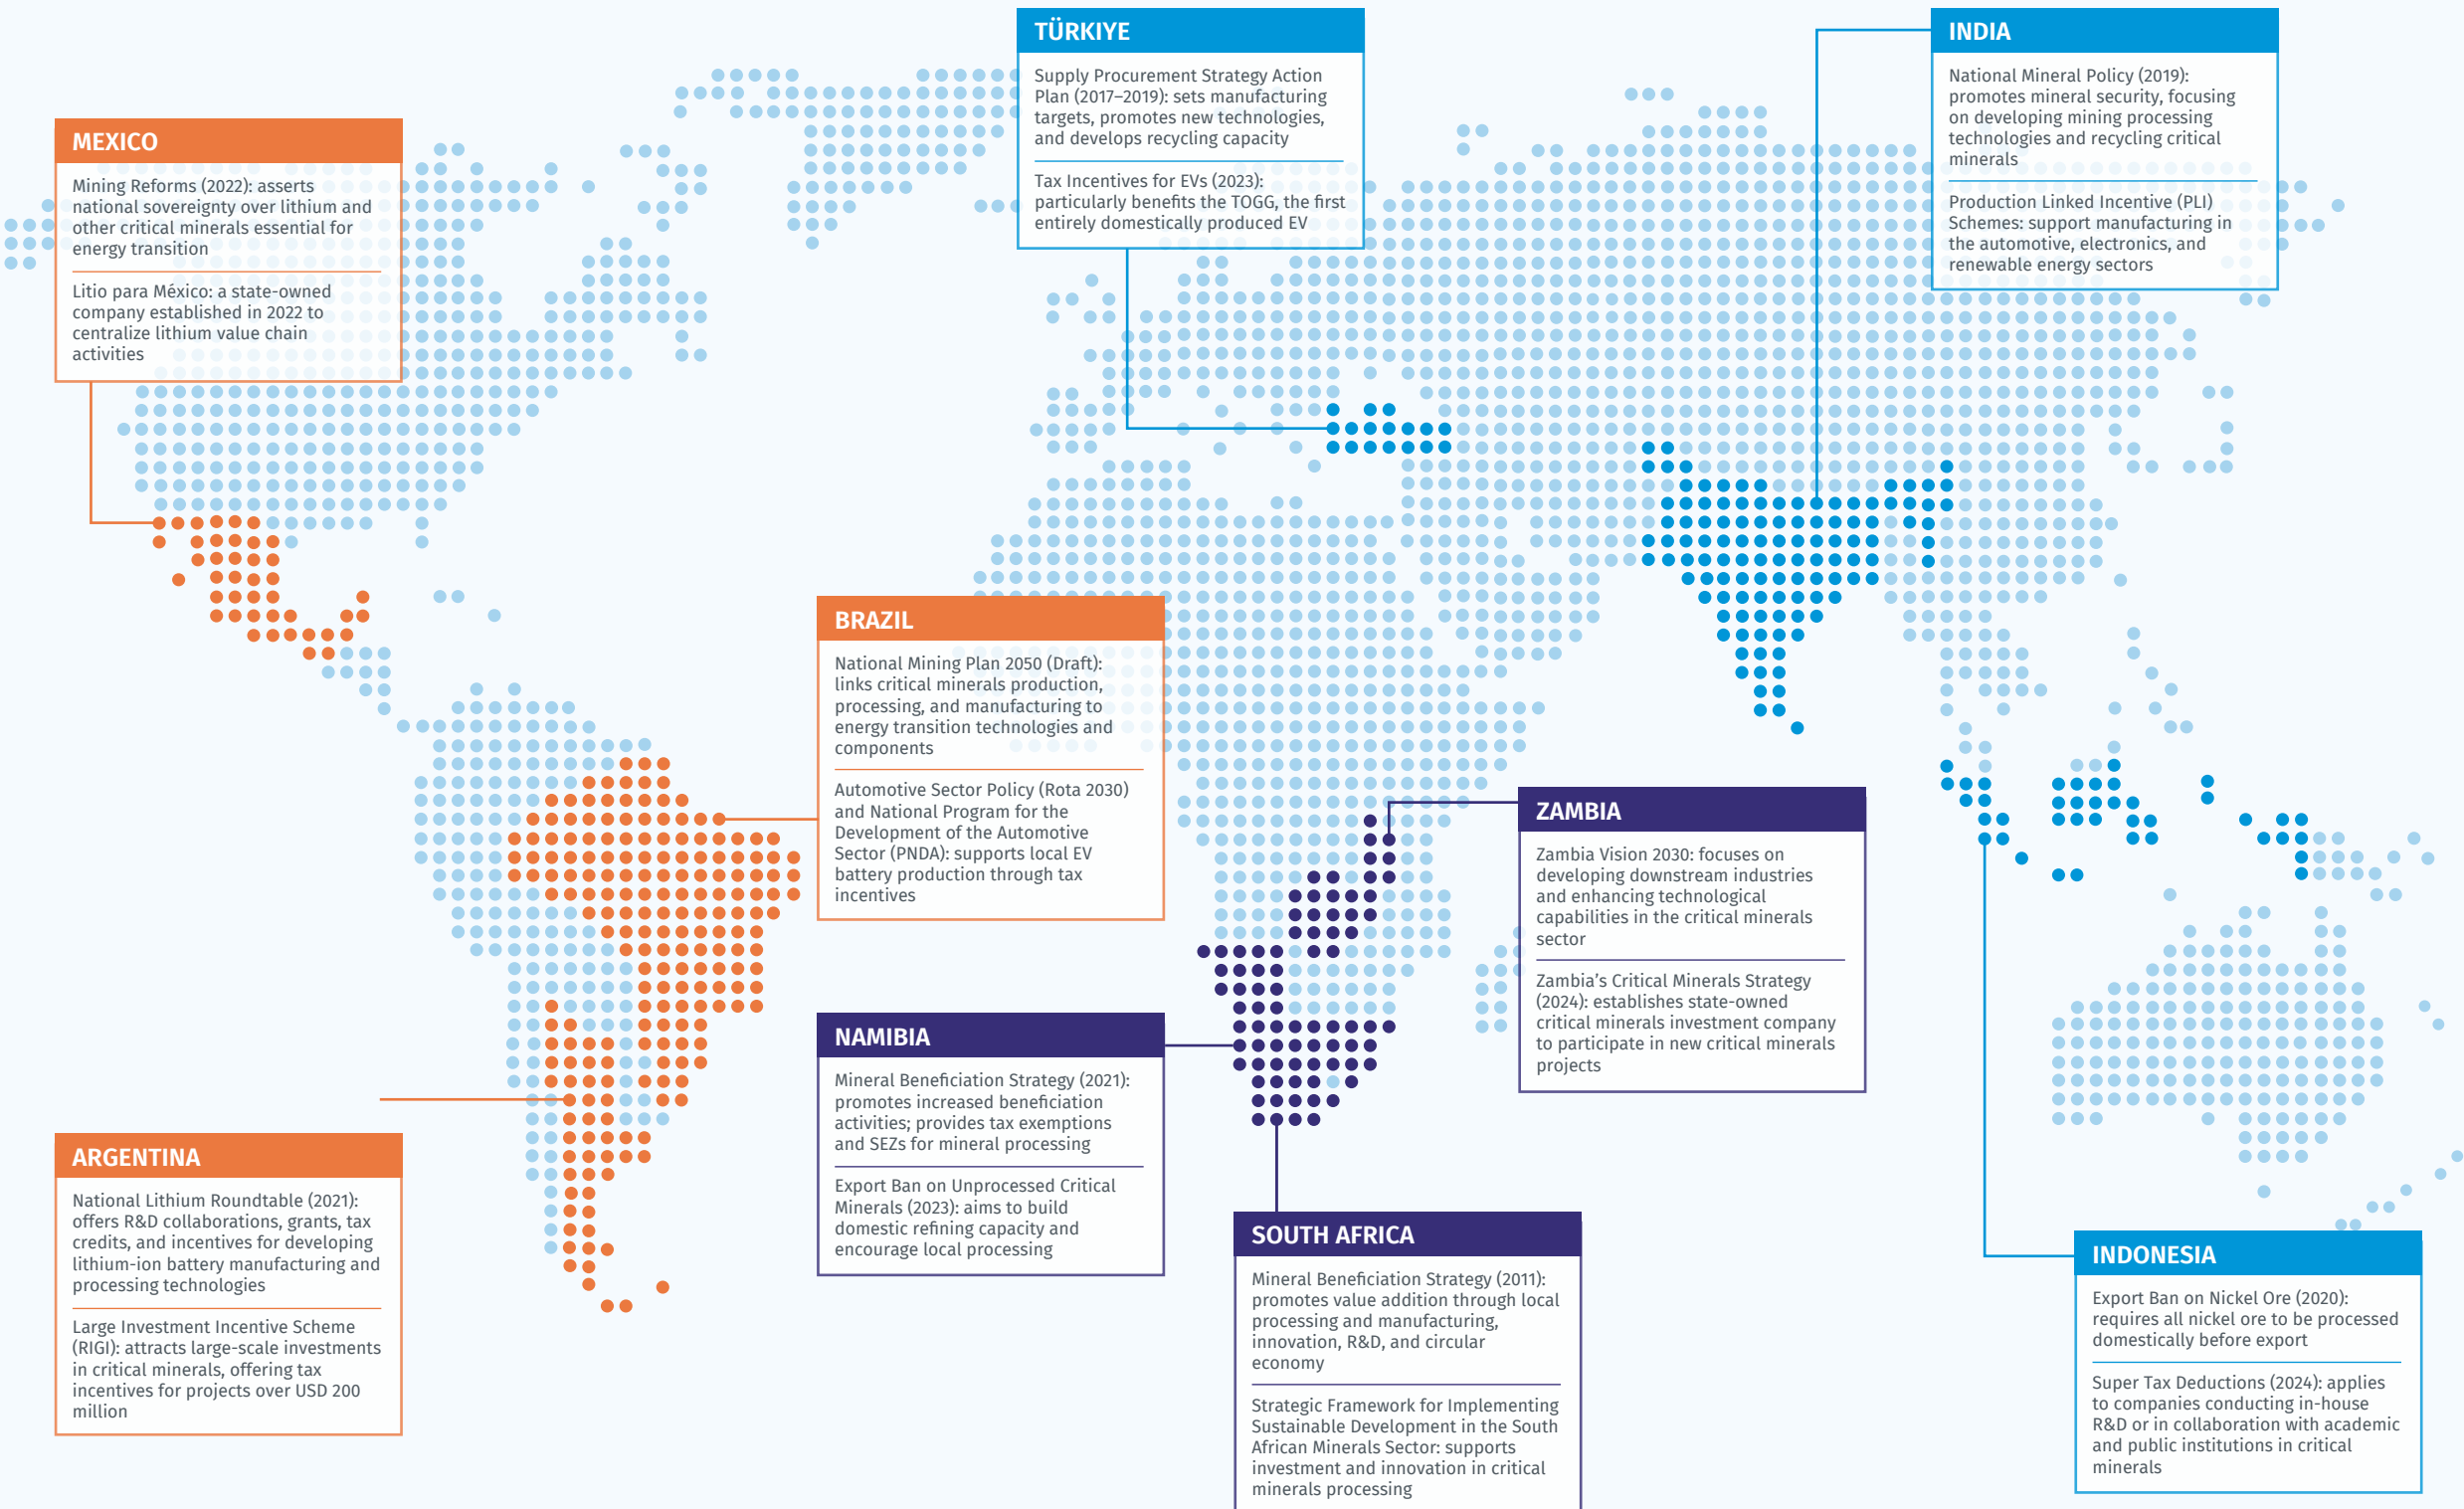 MEXICO
Mining Reforms (2022): asserts
national sovereignty over lithium and
other critical minerals essential for
energy transition
Litio para México: a state-owned
company established in 2022 to
centralize lithium value chain
activities
TÜRKIYE
Supply Procurement Strategy Action
Plan (2017–2019): sets manufacturing
targets, promotes new technologies,
and develops recycling capacity
Tax Incentives for EVs (2023):
particularly benefits the TOGG, the first
entirely domestically produced EV
INDIA
National Mineral Policy (2019):
promotes mineral security, focusing
on developing mining processing
technologies and recycling critical
minerals
Production Linked Incentive (PLI)
Schemes: support manufacturing in
the automotive, electronics, and
renewable energy sectors
BRAZIL
National Mining Plan 2050 (Draft):
links critical minerals production,
processing, and manufacturing to
energy transition technologies and
components
Automotive Sector Policy (Rota 2030)
and National Program for the
Development of the Automotive
Sector (PNDA): supports local EV
battery production through tax
incentives
ZAMBIA
Zambia Vision 2030: focuses on
developing downstream industries
and enhancing technological
capabilities in the critical minerals
sector
Zambia's Critical Minerals Strategy
(2024): establishes state-owned
critical minerals investment company
to participate in new critical minerals
projects
NAMIBIA
Mineral Beneficiation Strategy (2021):
promotes increased beneficiation
activities; provides tax exemptions
and SEZs for mineral processing
Export Ban on Unprocessed Critical
Minerals (2023): aims to build
domestic refining capacity and
encourage local processing
ARGENTINA
National Lithium Roundtable (2021):
offers R&D collaborations, grants, tax
credits, and incentives for developing
lithium-ion battery manufacturing and
processing technologies
Large Investment Incentive Scheme
(RIGI): attracts large-scale investments
in critical minerals, offering tax
incentives for projects over USD 200
million
SOUTH AFRICA
Mineral Beneficiation Strategy (2011):
promotes value addition through local
processing and manufacturing,
innovation, R&D, and circular
economy
Strategic Framework for Implementing
Sustainable Development in the South
African Minerals Sector: supports
investment and innovation in critical
minerals processing
INDONESIA
Export Ban on Nickel Ore (2020):
requires all nickel ore to be processed
domestically before export
Super Tax Deductions (2024): applies
to companies conducting in-house
R&D or in collaboration with academic
and public institutions in critical
minerals